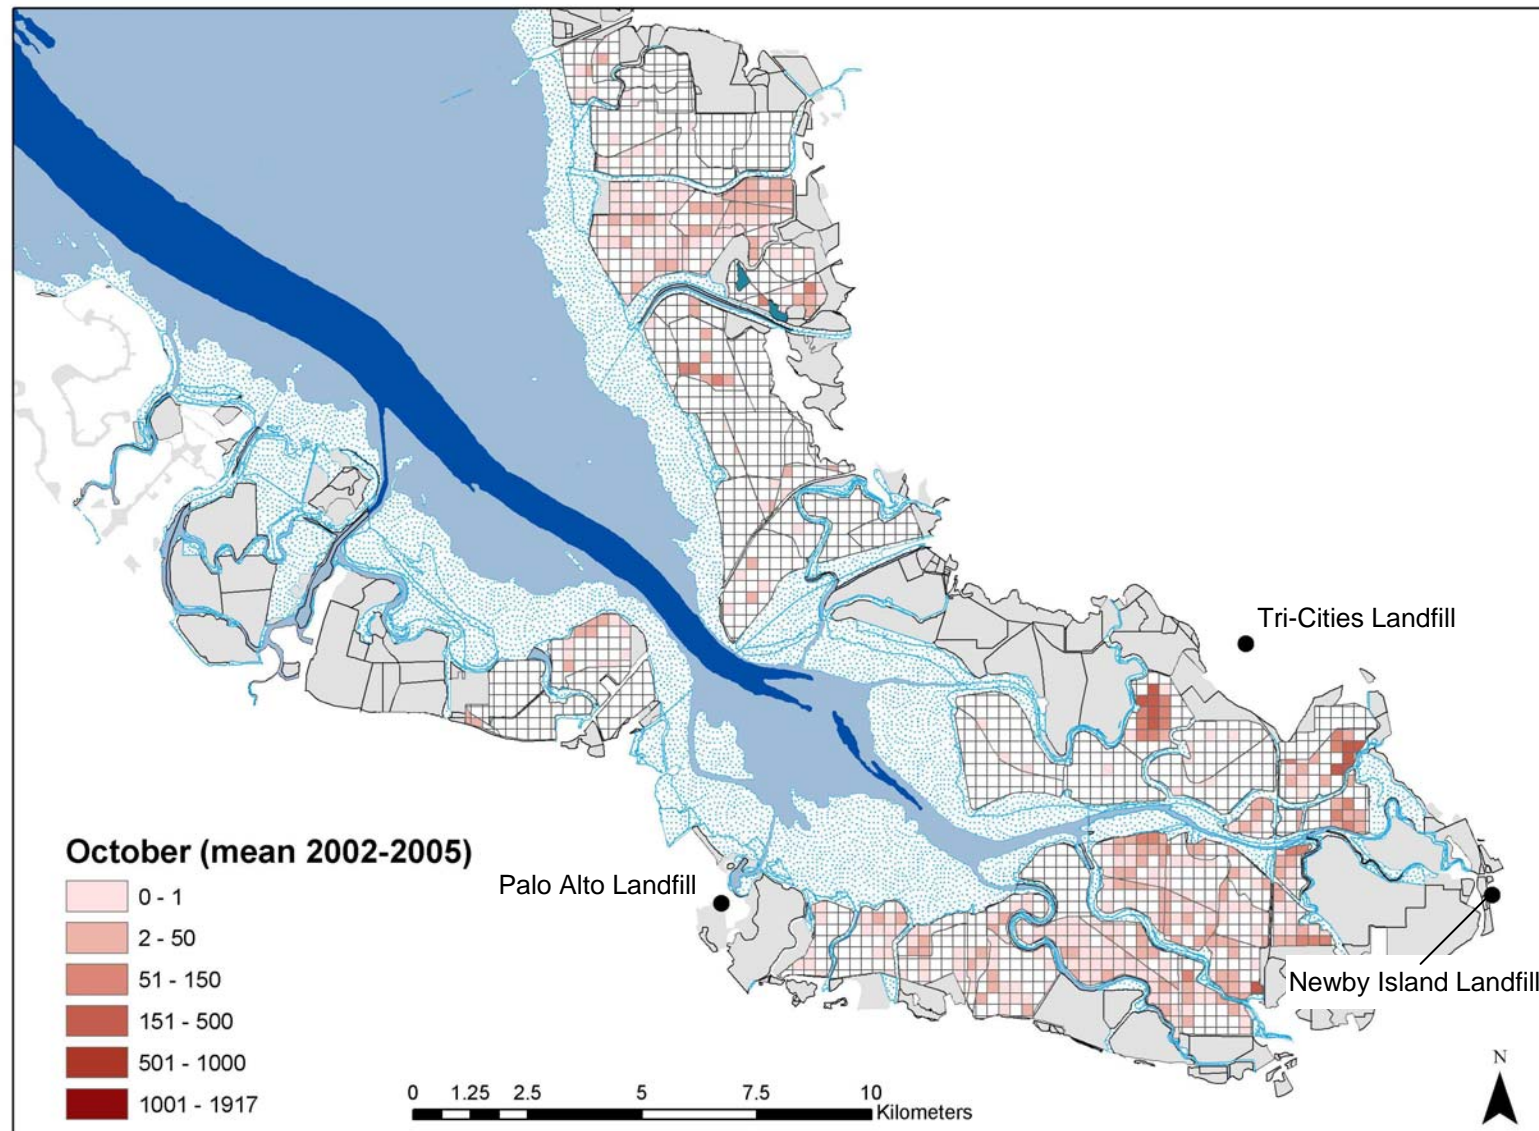 Tri-Cities Landfill
Palo Alto Landfill
Newby Island Landfill
October (mean 2002-2005)
0 - 1
2 - 50
51 - 150
151 - 500
501 - 1000
1001 - 1917
0 1.25 2.5 5 7.5 10
Kilometers
N